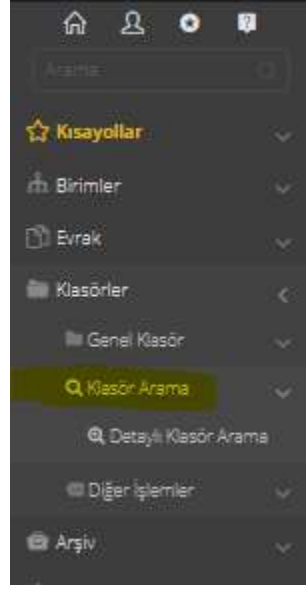 Arama
Kısayollar
Birimler
Evrak
Klasörler
Genel Klasör
Klasör Arama
Detaylı Klasör Arama
Diğer İşlemler
Arşiv